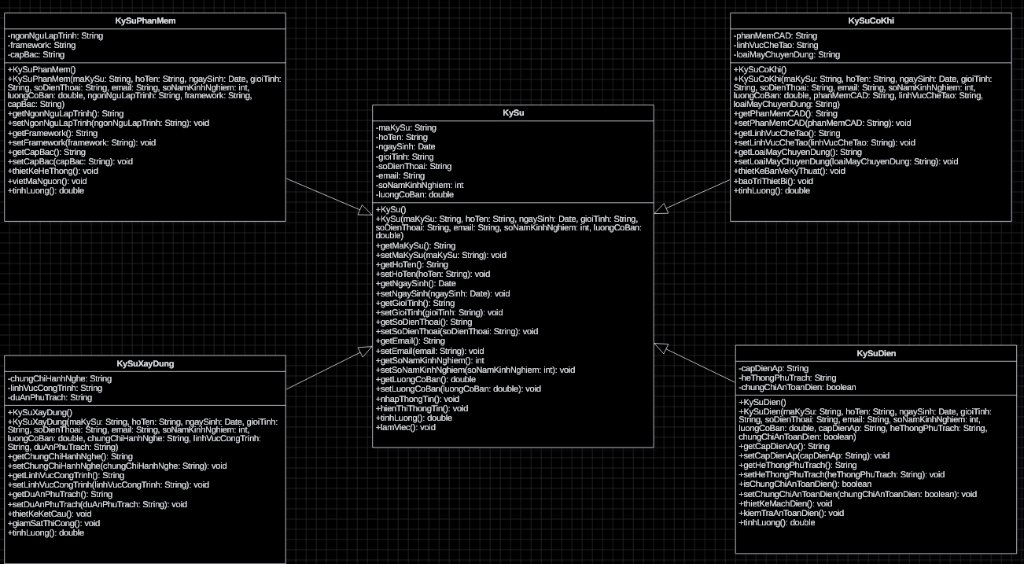 KySuPhanMem
-ngonNguLapTrinh: String
-framework: String
-capBac: String
+KySuPhanMem()
+KySuPhanMem(maKySu: String, hoTen: String, ngaySinh: Date, gioiTinh:
String, soDienThoai: String, email: String, soNamKinhNghiem: int,
luongCoBan: double, ngonNguLapTrinh: String, framework: String,
capBac: String)
+getNgonNguLapTrinh(): String
+setNgonNguLapTrinh(ngonNguLapTrinh: String): void
+getFramework(): String
+setFramework(framework: String): void
+getCapBac(): String
+setCapBac(capBac: String): void
+thietKeHeThong(): void
+vietMaNguon(): void
+tinhLuong(): double
KySu
-maKySu: String
-hoTen: String
-ngaySinh: Date
-gioiTinh: String
-soDienThoai: String
-email: String
-soNamKinhNghiem: int
-luongCoBan: double
+KySu()
+KySu(maKySu: String, hoTen: String, ngaySinh: Date, gioiTinh: String,
soDienThoai: String, email: String, soNamKinhNghiem: int, luongCoBan:
double)
+getMaKySu(): String
+setMaKySu(maKySu: String): void
+getHoTen(): String
+setHoTen(hoTen: String): void
+getNgaySinh(): Date
+setNgaySinh(ngaySinh: Date): void
+getGioiTinh(): String
+setGioiTinh(gioiTinh: String): void
+getSoDienThoai(): String
+setSoDienThoai(soDienThoai: String): void
+getEmail(): String
+setEmail(email: String): void
+getSoNamKinhNghiem(): int
+setSoNamKinhNghiem(soNamKinhNghiem: int): void
+getLuongCoBan(): double
+setLuongCoBan(luongCoBan: double): void
+nhapThongTin(): void
+hienThiThongTin(): void
+tinhLuong(): double
+lamViec(): void
KySuCoKhi
-phanMemCAD: String
-linhVucCheTao: String
-loaiMayChuyenDung: String
+KySuCoKhi()
+KySuCoKhi(maKySu: String, hoTen: String, ngaySinh: Date, gioiTinh:
String, soDienThoai: String, email: String, soNamKinhNghiem: int,
luongCoBan: double, phanMemCAD: String, linhVucCheTao: String,
loaiMayChuyenDung: String)
+getPhanMemCAD(): String
+setPhanMemCAD(phanMemCAD: String): void
+getLinhVucCheTao(): String
+setLinhVucCheTao(linhVucCheTao: String): void
+getLoaiMayChuyenDung(): String
+setLoaiMayChuyenDung(loaiMayChuyenDung: String): void
+thietKeBanVeKyThuat(): void
+baoTriThietBi(): void
+tinhLuong(): double
KySuXayDung
-chungChiHanhNghe: String
-linhVucCongTrinh: String
-duAnPhuTrach: String
+KySuXayDung()
+KySuXayDung(maKySu: String, hoTen: String, ngaySinh: Date, gioiTinh:
String, soDienThoai: String, email: String, soNamKinhNghiem: int,
luongCoBan: double, chungChiHanhNghe: String, linhVucCongTrinh:
String, duAnPhuTrach: String)
+getChungChiHanhNghe(): String
+setChungChiHanhNghe(chungChiHanhNghe: String): void
+getLinhVucCongTrinh(): String
+setLinhVucCongTrinh(linhVucCongTrinh: String): void
+getDuAnPhuTrach(): String
+setDuAnPhuTrach(duAnPhuTrach: String): void
+thietKeKetCau(): void
+giamSatThiCong(): void
+tinhLuong(): double
KySuDien
-capDienAp: String
-heThongPhuTrach: String
-chungChiAnToanDien: boolean
+KySuDien()
+KySuDien(maKySu: String, hoTen: String, ngaySinh: Date, gioiTinh:
String, soDienThoai: String, email: String, soNamKinhNghiem: int,
luongCoBan: double, capDienAp: String, heThongPhuTrach: String,
chungChiAnToanDien: boolean)
+getCapDienAp(): String
+setCapDienAp(capDienAp: String): void
+getHeThongPhuTrach(): String
+setHeThongPhuTrach(heThongPhuTrach: String): void
+isChungChiAnToanDien(): boolean
+setChungChiAnToanDien(chungChiAnToanDien: boolean): void
+thietKeMachDien(): void
+kiemTraAnToanDien(): void
+tinhLuong(): double